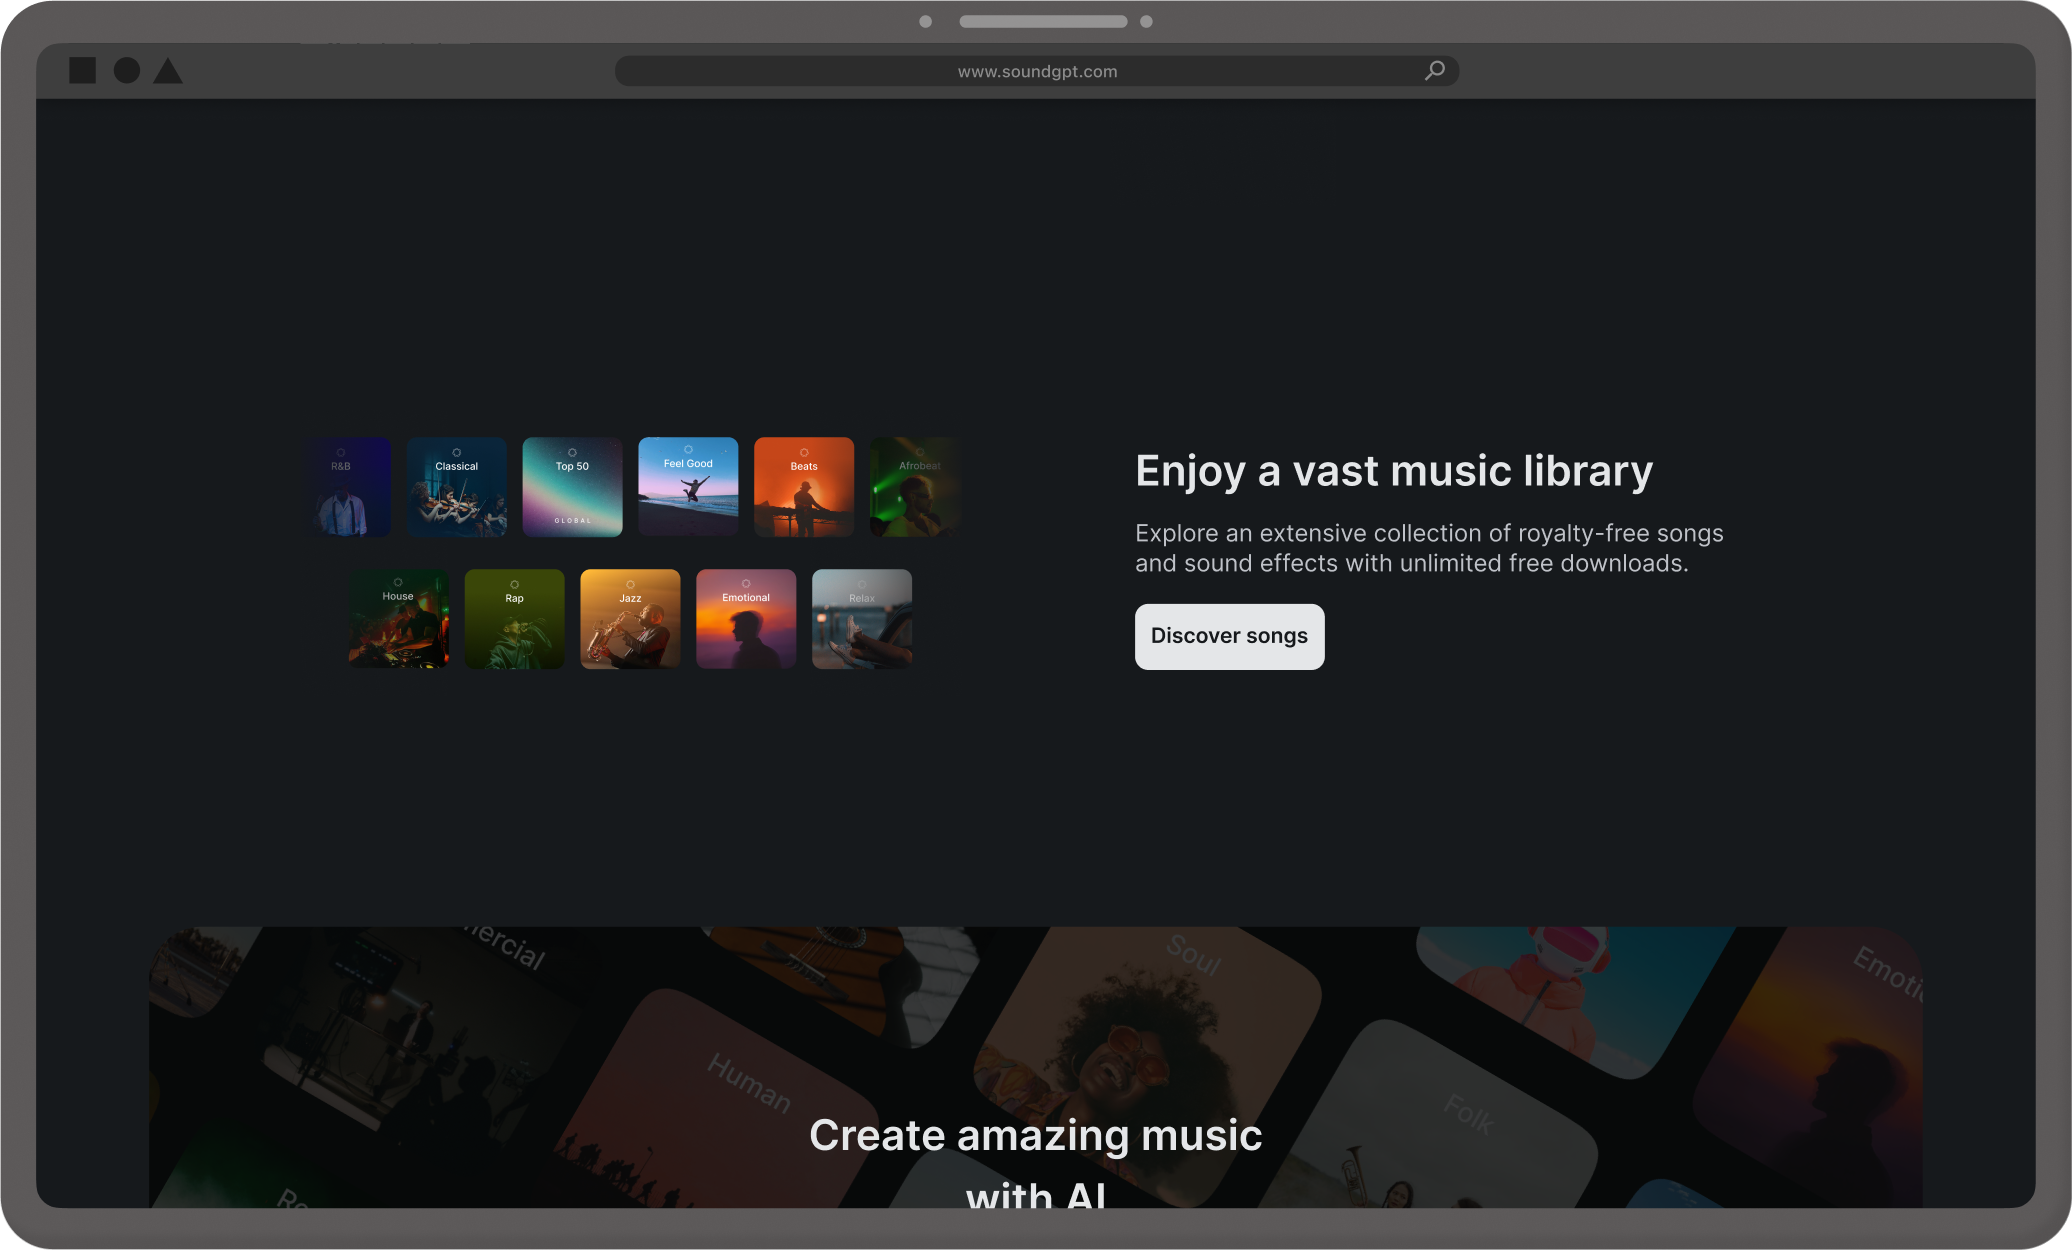 www.soundgpt.com
R&B
Classical
Top 50
GLOBAL
Feel Good
Beats
Afrobeat
House
Rap
Jazz
Emotional
Relax
Enjoy a vast music library
Explore an extensive collection of royalty-free songs
and sound effects with unlimited free downloads.
Discover songs
mercial
Soul
Emoti
Human
Folk
Ro
Create amazing music
with AI